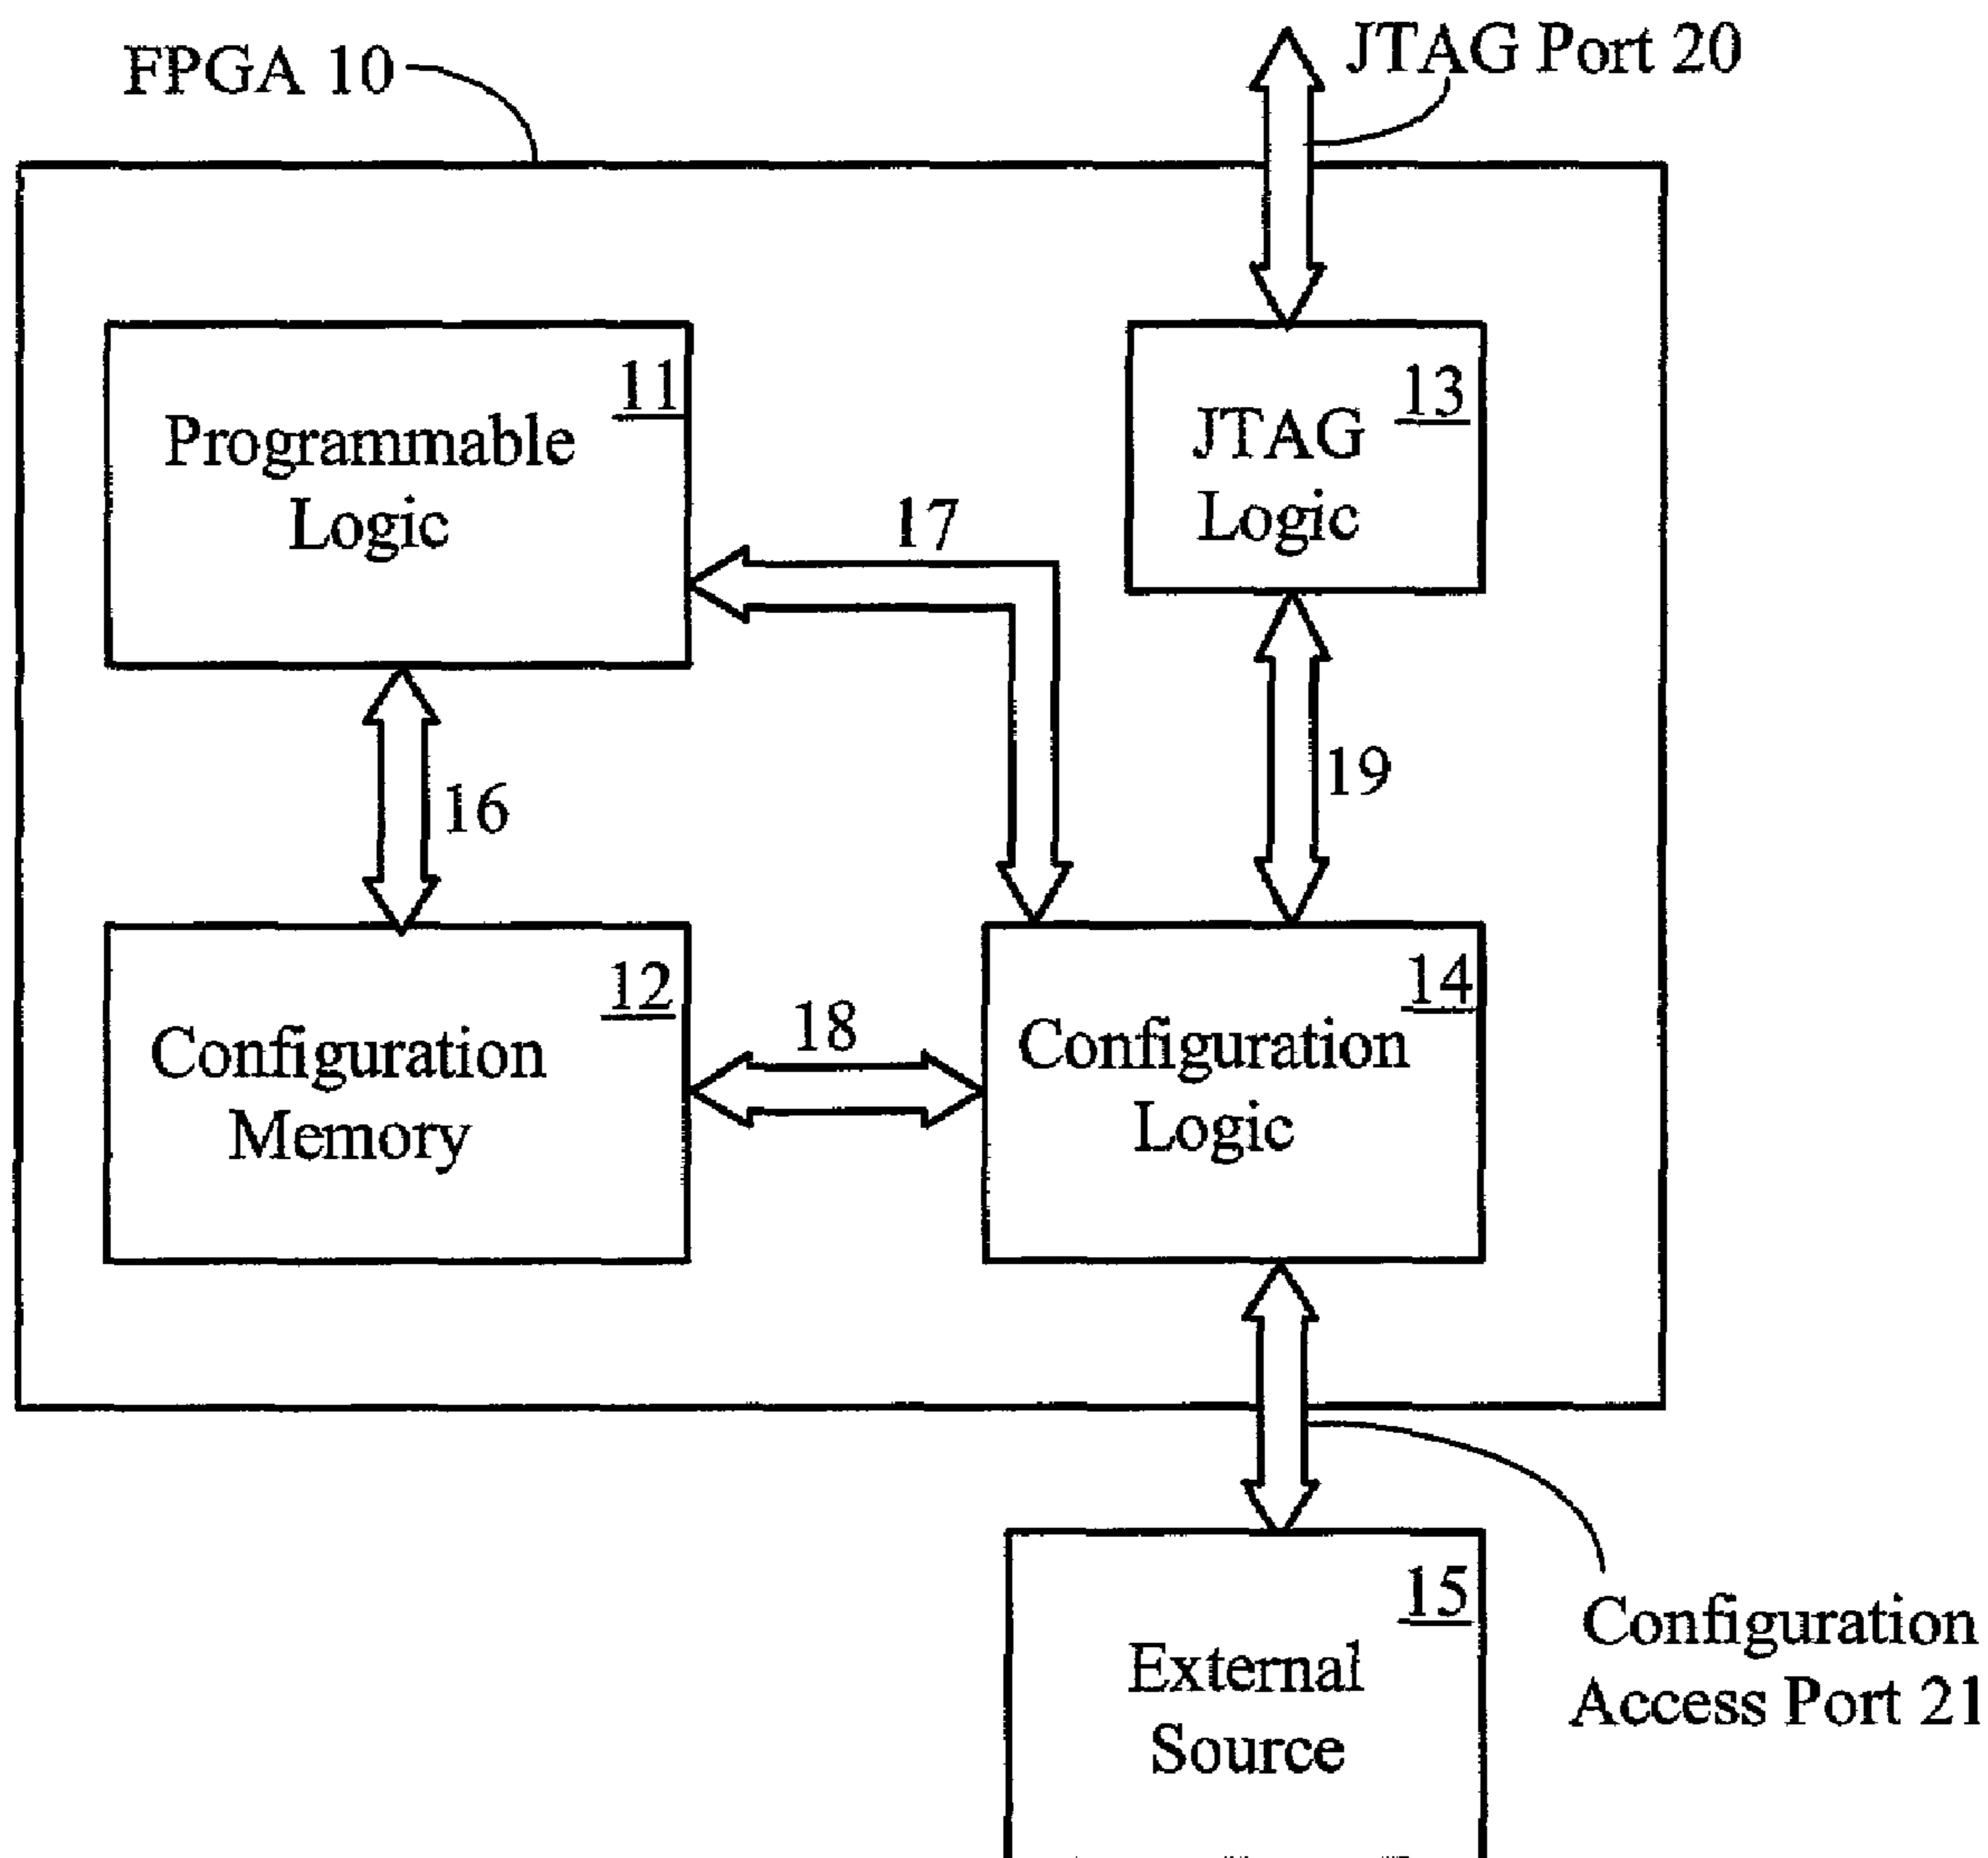 FPGA 10
JTAG Port 20
11
Programmable
Logic
13
JTAG
Logic
17
16
19
12
Configuration
Memory
18
14
Configuration
Logic
15
External
Source
Configuration
Access Port 21